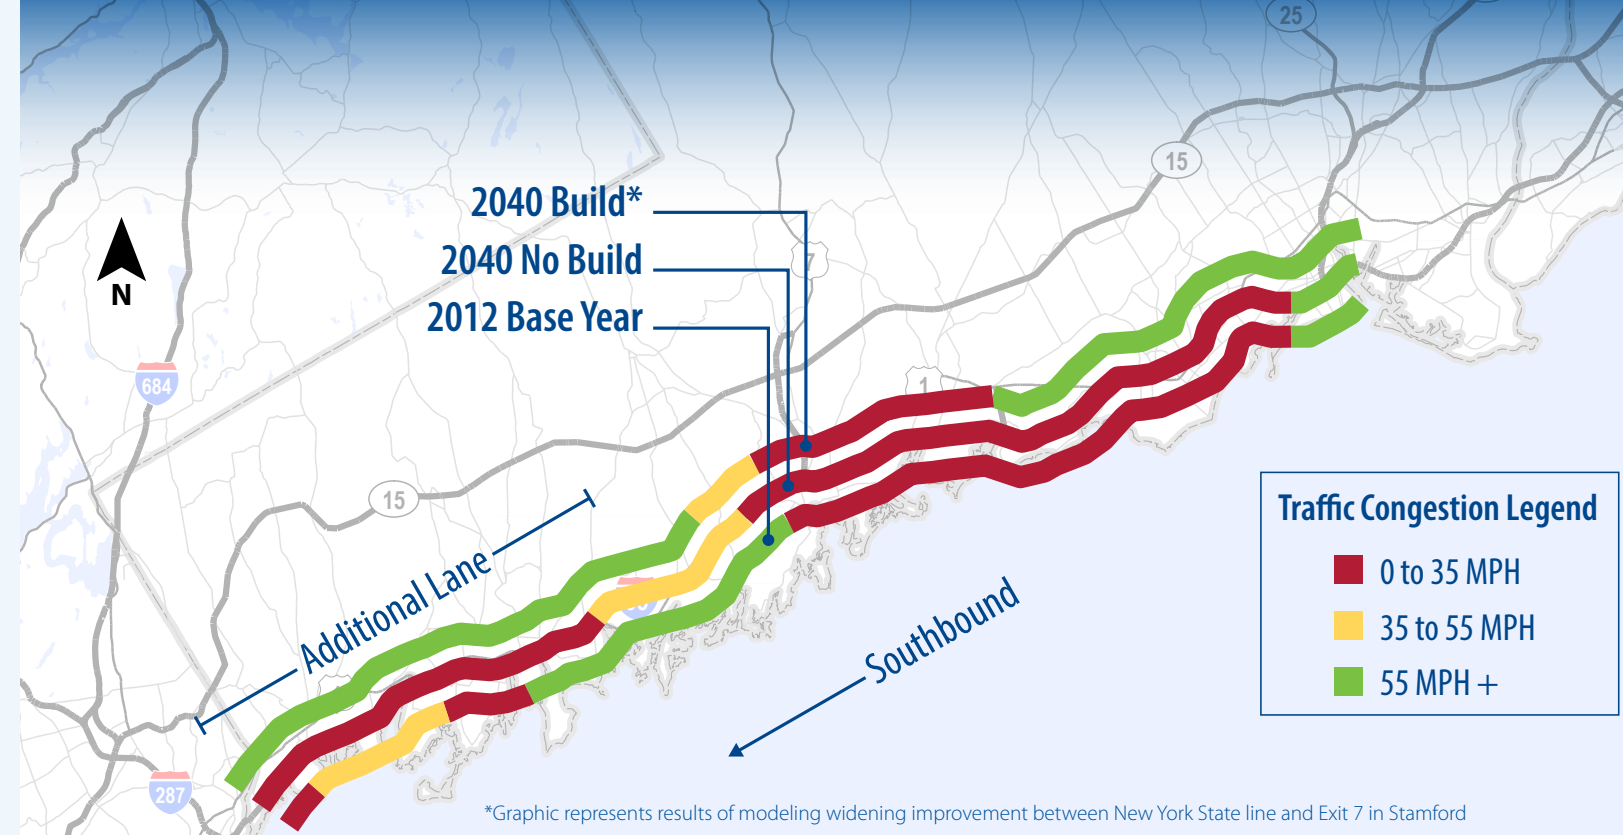 25
15
2040 Build*
7
2040 No Build
N
2012 Base Year
684
1
15
Traffic Congestion Legend
0 to 35 MPH
Additional Lane
35 to 55 MPH
Southbound
55 MPH +
287
*Graphic represents results of modeling widening improvement between New York State line and Exit 7 in Stamford